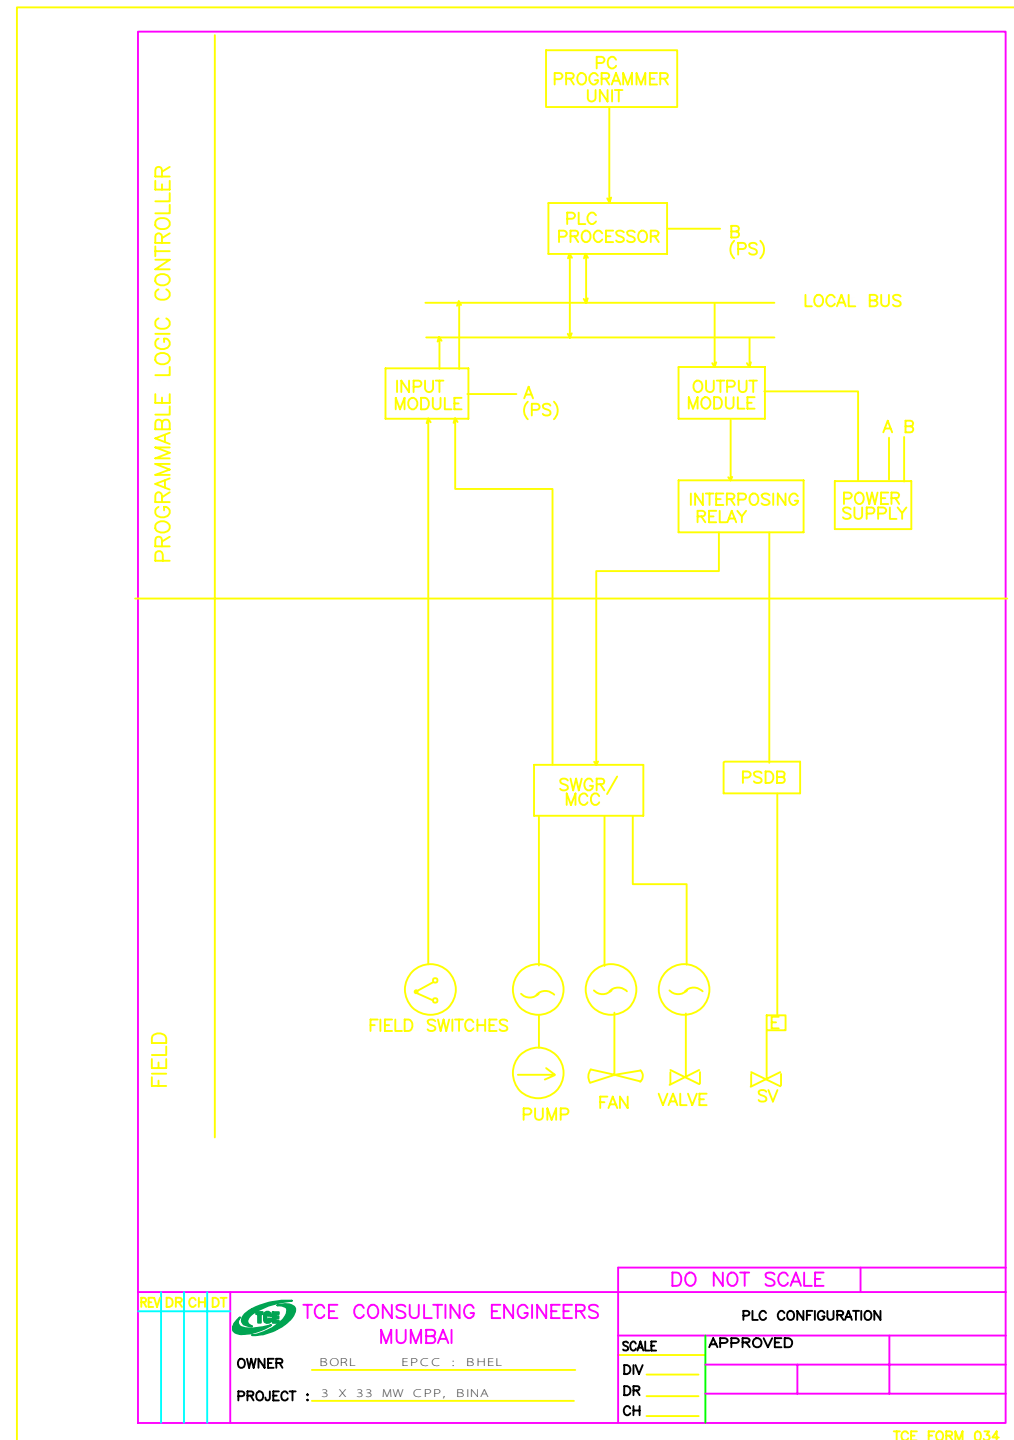 PC
PROGRAMMER
UNIT
PROGRAMMABLE LOGIC CONTROLLER
PLC
PROCESSOR
B
(PS)
LOCAL BUS
INPUT
MODULE
A
(PS)
OUTPUT
MODULE
A B
INTERPOSING
RELAY
POWER
SUPPLY
SWGR/
MCC
PSDB
FIELD
FIELD SWITCHES
E
PUMP
FAN
VALVE
SV
DO NOT SCALE
REV DR CH DT
TCE
TCE CONSULTING ENGINEERS
MUMBAI
OWNER BORL EPCC : BHEL
PROJECT : 3 X 33 MW CPP, BINA
PLC CONFIGURATION
SCALE
APPROVED
DIV
DR
CH
TCE FORM 034